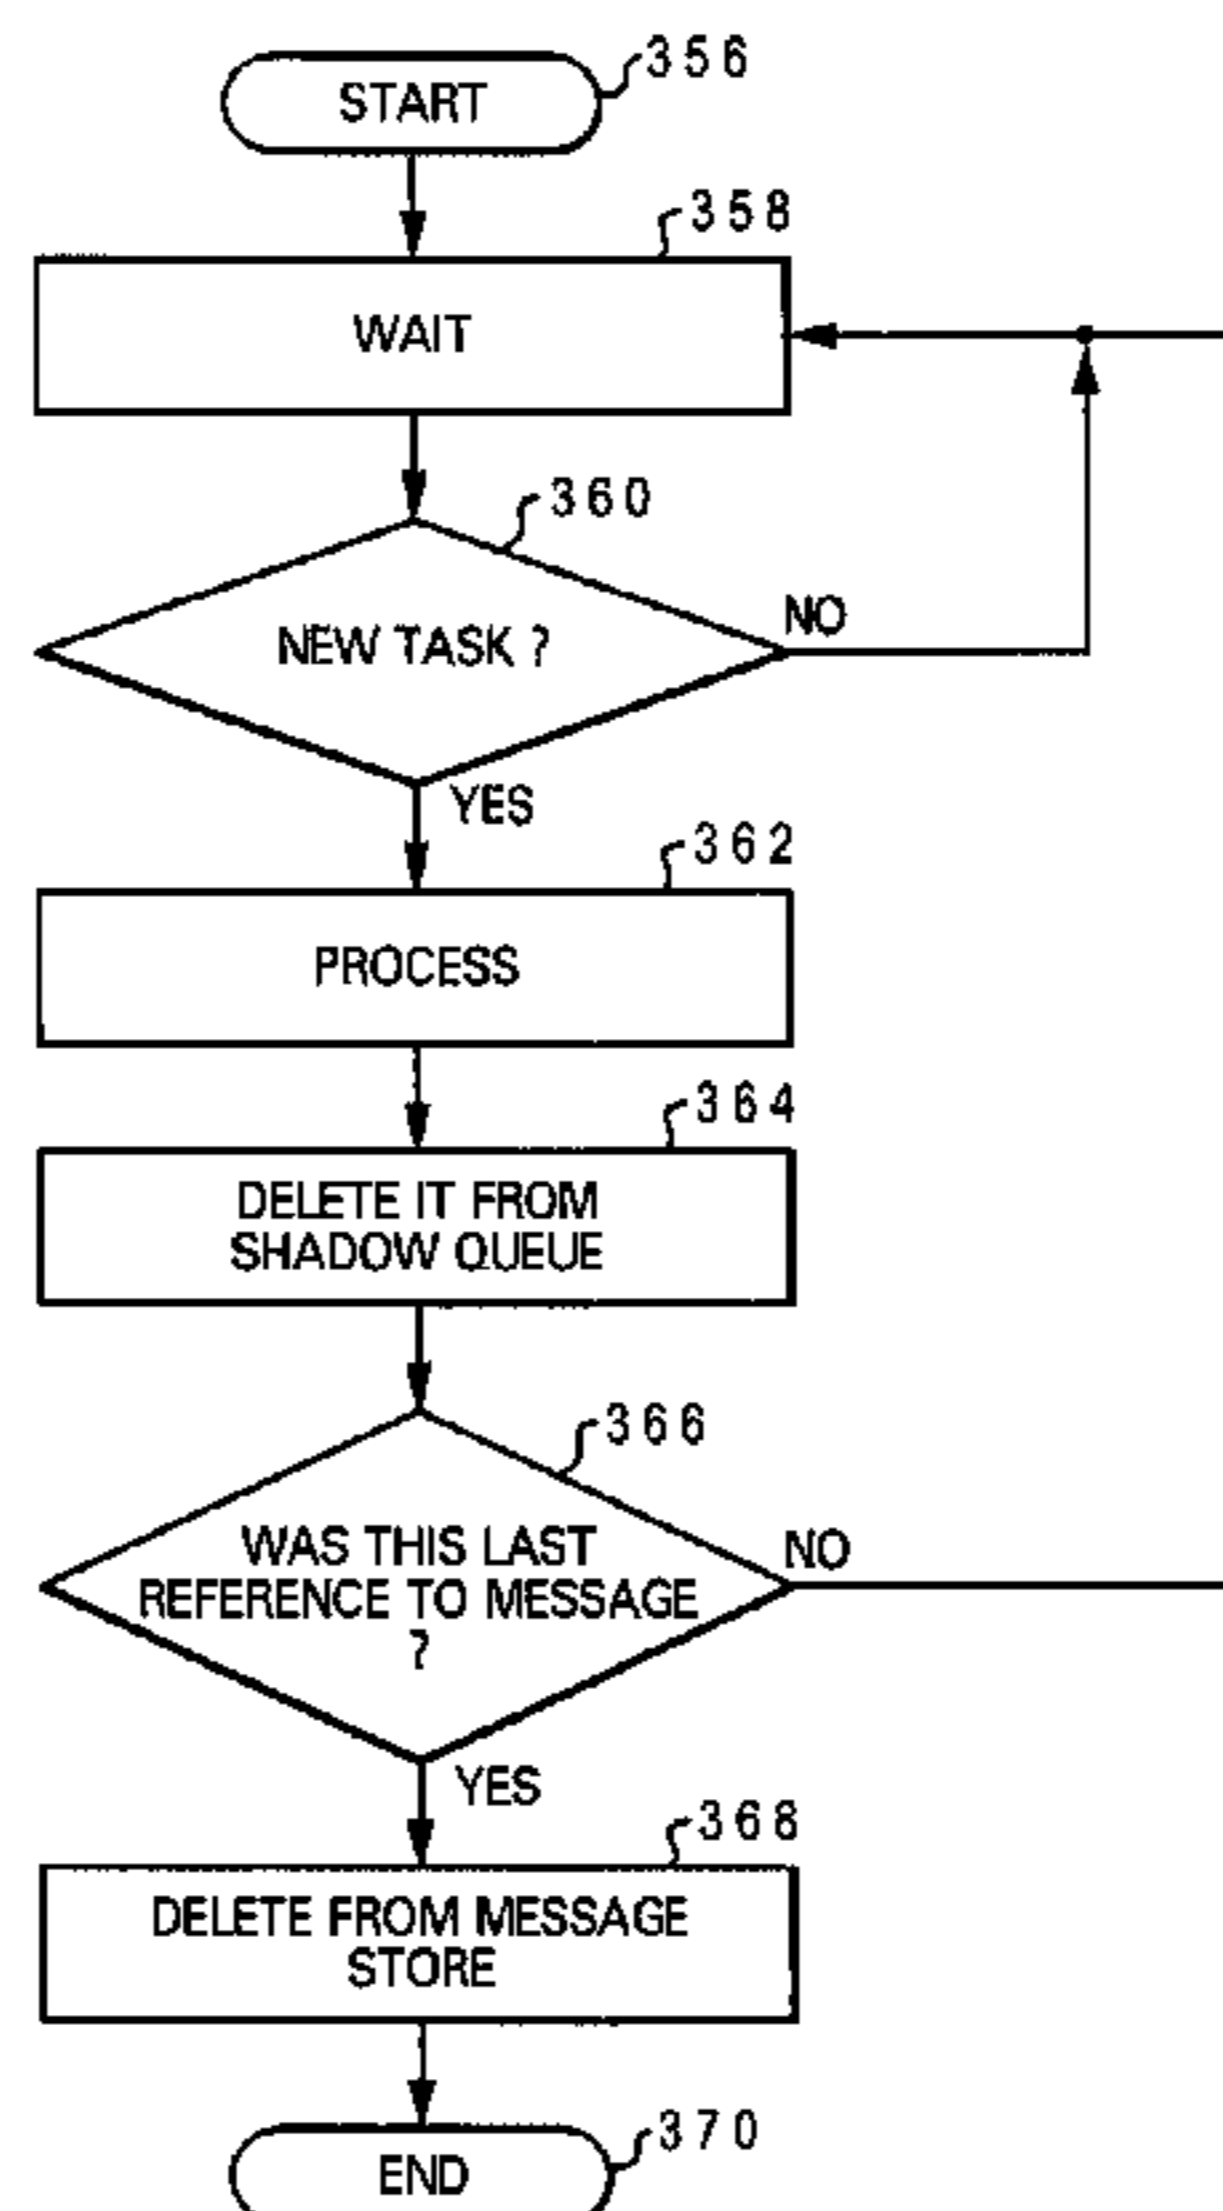 356
START
358
WAIT
360
NEW TASK ?
NO
YES
362
PROCESS
364
DELETE IT FROM
SHADOW QUEUE
366
WAS THIS LAST
REFERENCE TO MESSAGE
?
NO
YES
368
DELETE FROM MESSAGE
STORE
370
END